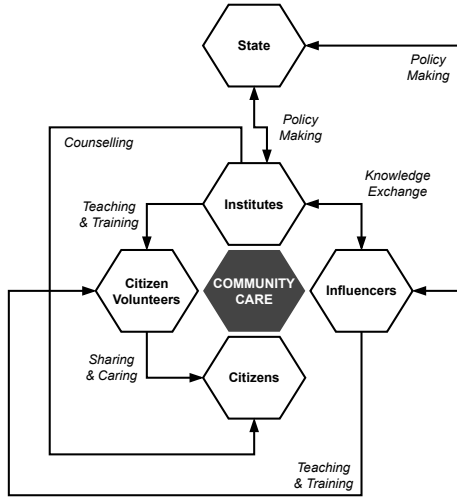 State
Policy
Making
Policy
Making
Counselling
Knowledge
Exchange
Institutes
Teaching
& Training
Citizen
Volunteers
COMMUNITY
CARE
Influencers
Sharing
& Caring
Citizens
Teaching
& Training